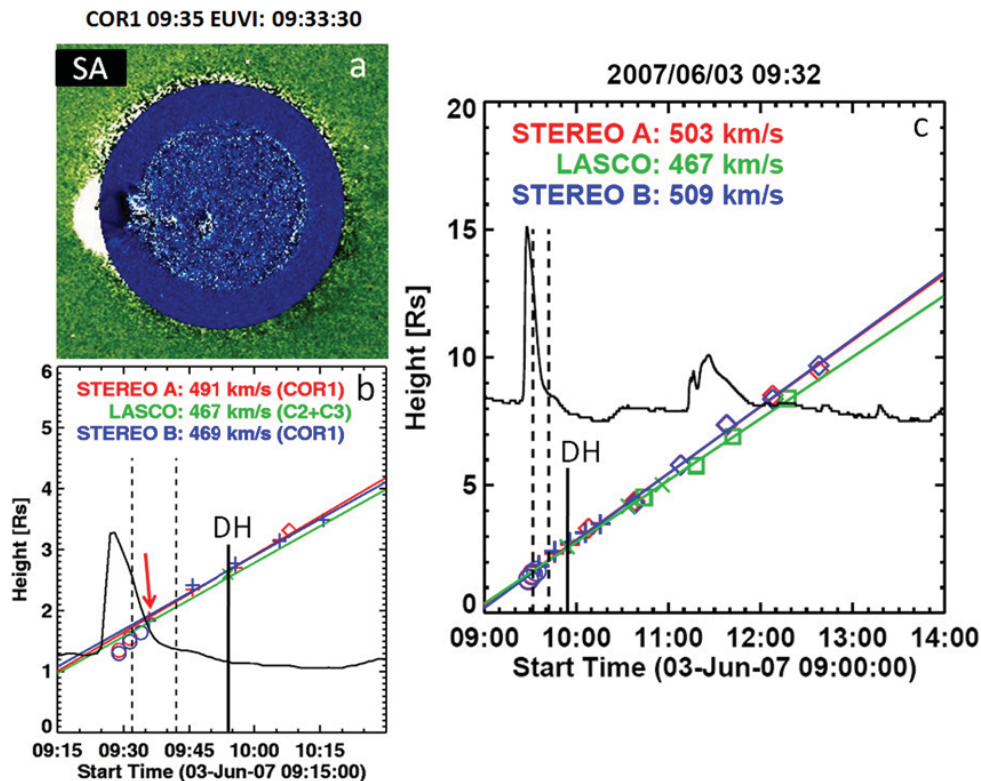 COR1 09:35 EUVI: 09:33:30
SA
a
STEREO A: 491 km/s (COR1)
b
LASCO: 467 km/s (C2+C3)
STEREO B: 469 km/s (COR1)
DH
Height [Rs]
6
5
4
3
2
1
0
09:15 09:30 09:45 10:00 10:15
Start Time (03-Jun-07 09:15:00)
2007/06/03 09:32
STEREO A: 503 km/s
c
LASCO: 467 km/s
STEREO B: 509 km/s
DH
Height [Rs]
20
15
10
5
0
09:00 10:00 11:00 12:00 13:00 14:00
Start Time (03-Jun-07 09:00:00)